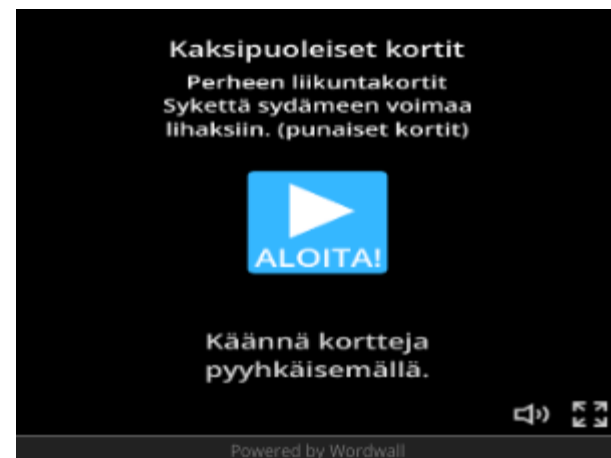 Kaksipuoleiset kortit
Perheen liikuntakortit
Sykettä sydämeen voimaa
lihaksiin. (punaiset kortit)
ALOITA!
Käännä kortteja
pyyhkäisemällä.
Powered by Wordwall